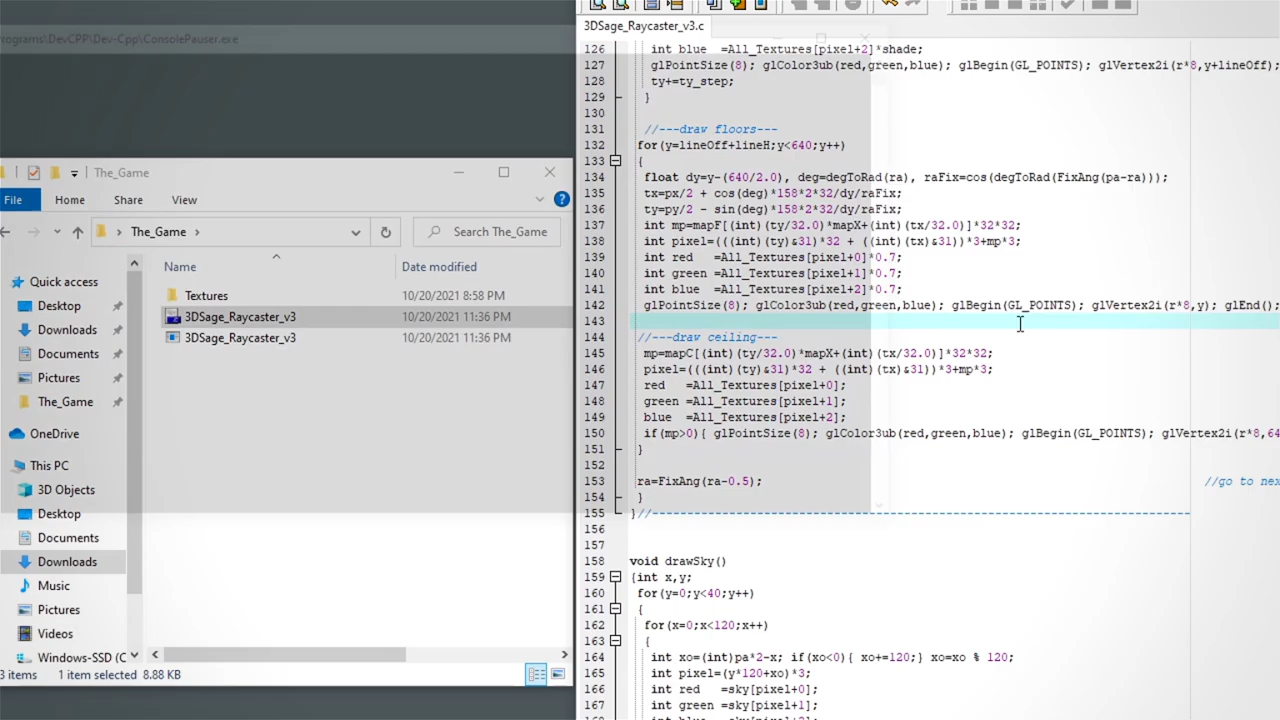 rograms\DevCPP\Dev-Cpp\ConsolePauser.exe
The_Game
File Home Share View
The_Game
Search The_Game
Name Date modified
Quick access
Desktop
Downloads
Documents
Pictures
The_Game
OneDrive
This PC
3D Objects
Desktop
Documents
Downloads
Music
Pictures
Videos
Windows-SSD (C
Textures 10/20/2021 8:58 PM
3DSage_Raycaster_v3 10/20/2021 11:36 PM
3DSage_Raycaster_v3 10/20/2021 11:36 PM
3 items 1 item selected 8.88 KB
3DSage_Raycaster_v3.c
126 int blue =All_Textures[pixel+2]*shade;
127 glPointSize(8); glColor3ub(red,green,blue); glBegin(GL_POINTS); glVertex2i(r*8,y+lineOff);
128 ty+=ty_step;
129 }
130
131 //---draw floors---
132 for(y=lineOff+lineH;y<640;y++)
133 {
134 float dy=y-(640/2.0), deg=degToRad(ra), raFix=cos(degToRad(FixAng(pa-ra)));
135 tx=px/2 + cos(deg)*158*2*32/dy/raFix;
136 ty=py/2 - sin(deg)*158*2*32/dy/raFix;
137 int mp=mapF[(int)(ty/32.0)*mapX+(int)(tx/32.0)]*32*32;
138 int pixel=(((int)(ty)&31)*32 + ((int)(tx)&31))*3+mp*3;
139 int red =All_Textures[pixel+0]*0.7;
140 int green =All_Textures[pixel+1]*0.7;
141 int blue =All_Textures[pixel+2]*0.7;
142 glPointSize(8); glColor3ub(red,green,blue); glBegin(GL_POINTS); glVertex2i(r*8,y); glEnd();
143
144 //---draw ceiling---
145 mp=mapC[(int)(ty/32.0)*mapX+(int)(tx/32.0)]*32*32;
146 pixel=(((int)(ty)&31)*32 + ((int)(tx)&31))*3+mp*3;
147 red =All_Textures[pixel+0];
148 green =All_Textures[pixel+1];
149 blue =All_Textures[pixel+2];
150 if(mp>0){ glPointSize(8); glColor3ub(red,green,blue); glBegin(GL_POINTS); glVertex2i(r*8,64
151 }
152
153 ra=FixAng(ra-0.5); //go to nex
154 }
155 }//-----------------------------------------------------------------------------
156
157
158 void drawSky()
159 {int x,y;
160 for(y=0;y<40;y++)
161 {
162 for(x=0;x<120;x++)
163 {
164 int xo=(int)pa*2-x; if(xo<0){ xo+=120;} xo=xo % 120;
165 int pixel=(y*120+xo)*3;
166 int red =sky[pixel+0];
167 int green =sky[pixel+1];